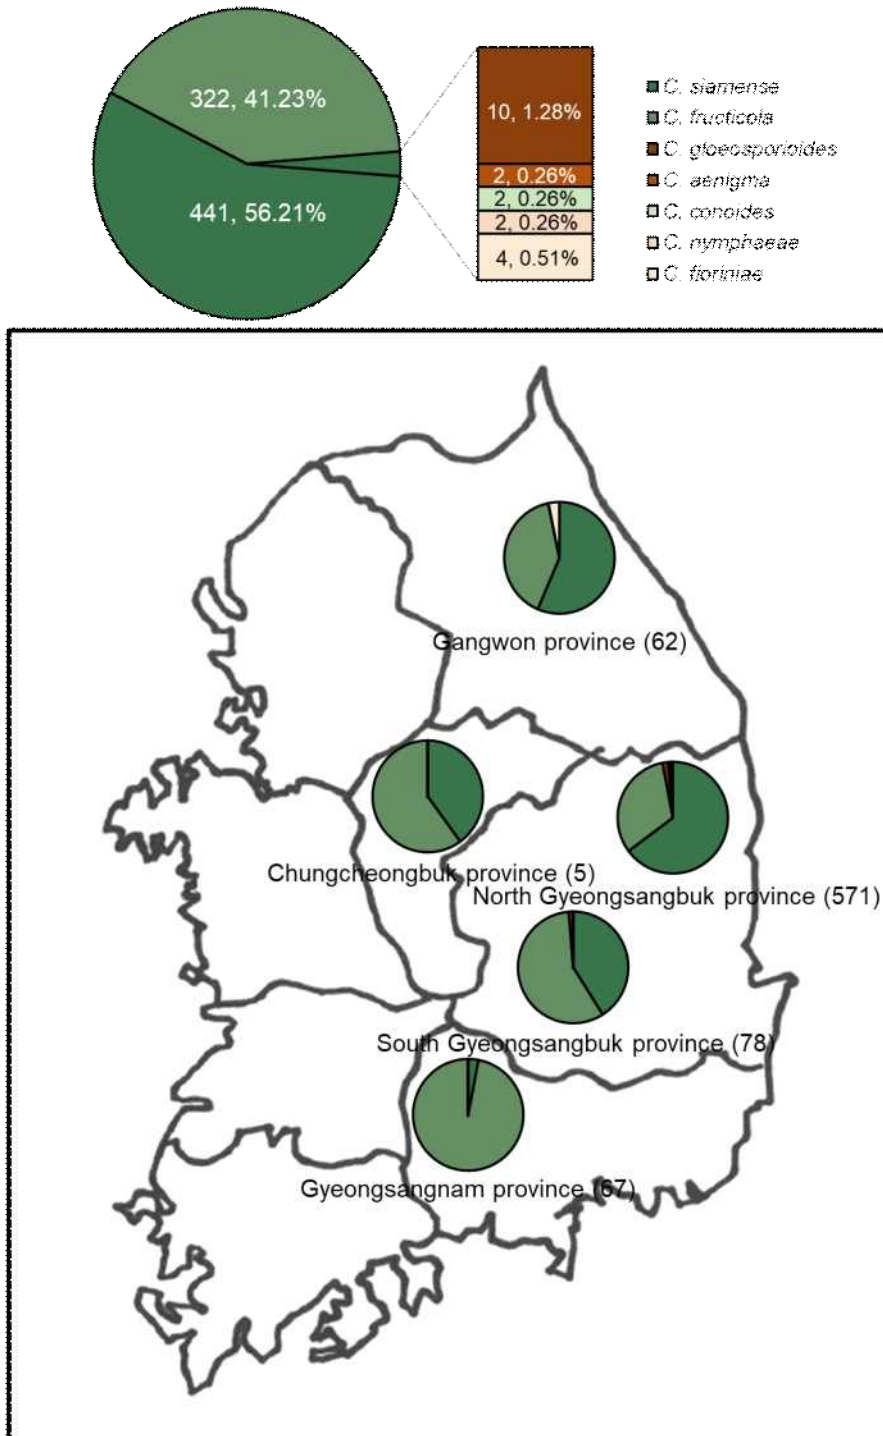 322, 41.23%
441, 56.21%
10, 1.28%
2, 0.26%
2, 0.26%
2, 0.26%
4, 0.51%
C. siamense
C. fructicola
C. gloeosporioides
C. aenigma
C. conoides
C. nymphaeae
C. fioriniae
Gangwon province (62)
Chungcheongbuk province (5)
North Gyeongsangbuk province (571)
South Gyeongsangbuk province (78)
Gyeongsangnam province (67)